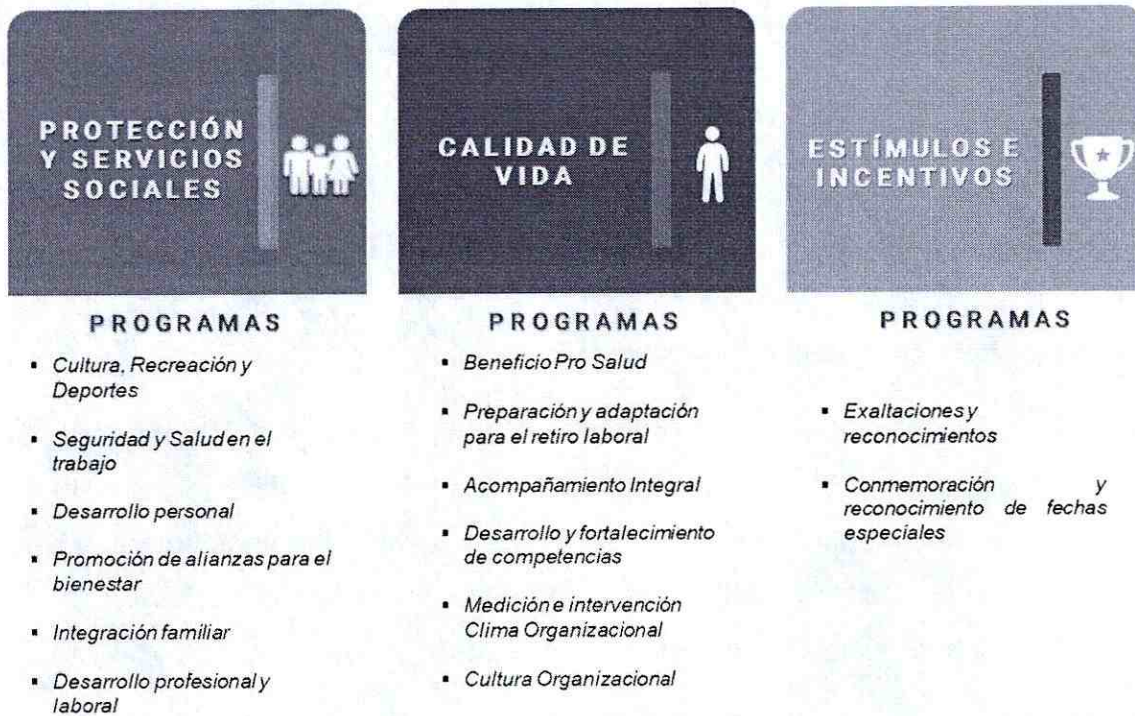 PROTECCIÓN
Y SERVICIOS
SOCIALES
PROGRAMAS
▪ Cultura, Recreación y
Deportes
▪ Seguridad y Salud en el
trabajo
▪ Desarrollo personal
▪ Promoción de alianzas para el
bienestar
▪ Integración familiar
▪ Desarrollo profesional y
laboral
CALIDAD DE
VIDA
PROGRAMAS
▪ Beneficio Pro Salud
▪ Preparación y adaptación
para el retiro laboral
▪ Acompañamiento Integral
▪ Desarrollo y fortalecimiento
de competencias
▪ Medición e intervención
Clima Organizacional
▪ Cultura Organizacional
ESTÍMULOS E
INCENTIVOS
PROGRAMAS
▪ Exaltaciones y
reconocimientos
▪ Conmemoración y
reconocimiento de fechas
especiales